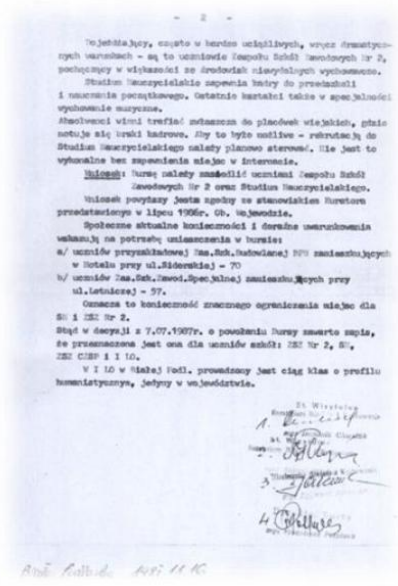 - 2 -
Dojeżdżający, często w bardzo uciążliwych, wręcz dramatycz-
nych warunkach - są to uczniowie Zespołu Szkół Zawodowych Nr 2,
pochodzący w większości ze środowisk niewydolnych wychowawczo.
Studium Nauczycielskie zapewnia kadry do przedszkoli
i nauczania początkowego. Ostatnio kształci także w specjalności
wychowanie muzyczne.
Absolwenci winni trafiać zwłaszcza do placówek wiejskich, gdzie
notuje się braki kadrowe. Aby to było możliwe - rekrutacją do
Studium Nauczycielskiego należy planowo sterować. Nie jest to
wykonalne bez zapewnienia miejsc w internacie.
Wniosek: Bursę należy zasiedlić uczniami Zespołu Szkół
Zawodowych Nr 2 oraz Studium Nauczycielskiego.
Wniosek powyższy jest zgodny ze stanowiskiem Kuratora
przedstawionym w lipcu 1986r. Ob. Wojewodzie.
Społeczne aktualne konieczności i doraźne uwarunkowania
wskazują na potrzebę umieszczenia w bursie:
a/ uczniów przyzakładowej Zas.Szk.Budowlanej zamieszkujących
w Hotelu przy ul.Sidorskiej - 70
b/ uczniów Zas.Szk.Zawod.Specjalnej zamieszkujących przy
ul.Letniczej - 57.
Oznacza to konieczność znacznego ograniczenia miejsc dla
SN i ZSZ Nr 2.
Stąd w decyzji z 7.07.1987r. o powołaniu Bursy zawarto zapis,
że przeznaczona jest ona dla uczniów szkół: ZSZ Nr 2, SN,
ZSZ CZSP i I LO.
W I LO w Białej Podl. prowadzony jest ciąg klas o profilu
humanistycznym, jedyny w województwie.
1.
2.
3.
4.